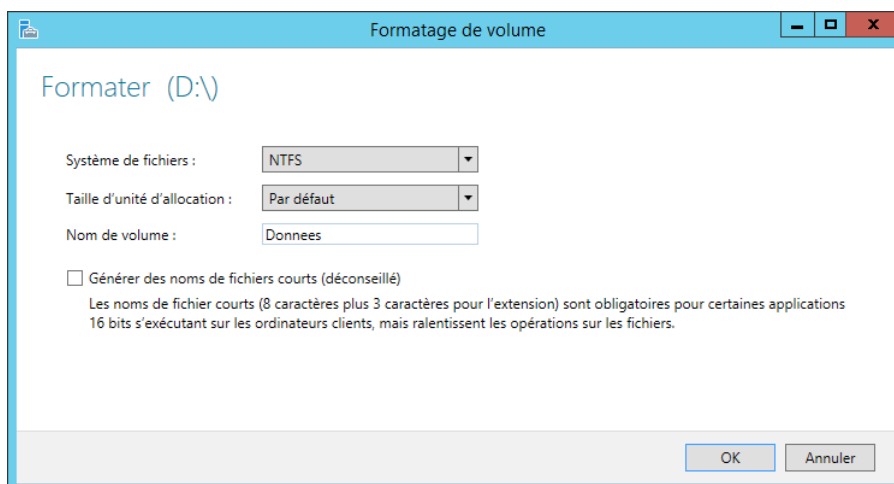 Formatage de volume
Formater (D:\)
Système de fichiers :
NTFS
Taille d’unité d’allocation :
Par défaut
Nom de volume :
Donnees
Générer des noms de fichiers courts (déconseillé)
Les noms de fichier courts (8 caractères plus 3 caractères pour l’extension) sont obligatoires pour certaines applications
16 bits s’exécutant sur les ordinateurs clients, mais ralentissent les opérations sur les fichiers.
OK
Annuler